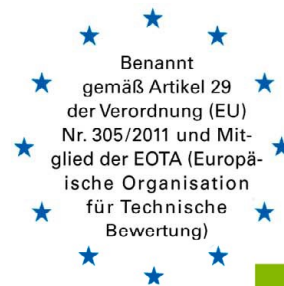 Benannt
gemäß Artikel 29
der Verordnung (EU)
Nr. 305/2011 und Mit-
glied der EOTA (Europä-
ische Organisation
für Technische
Bewertung)